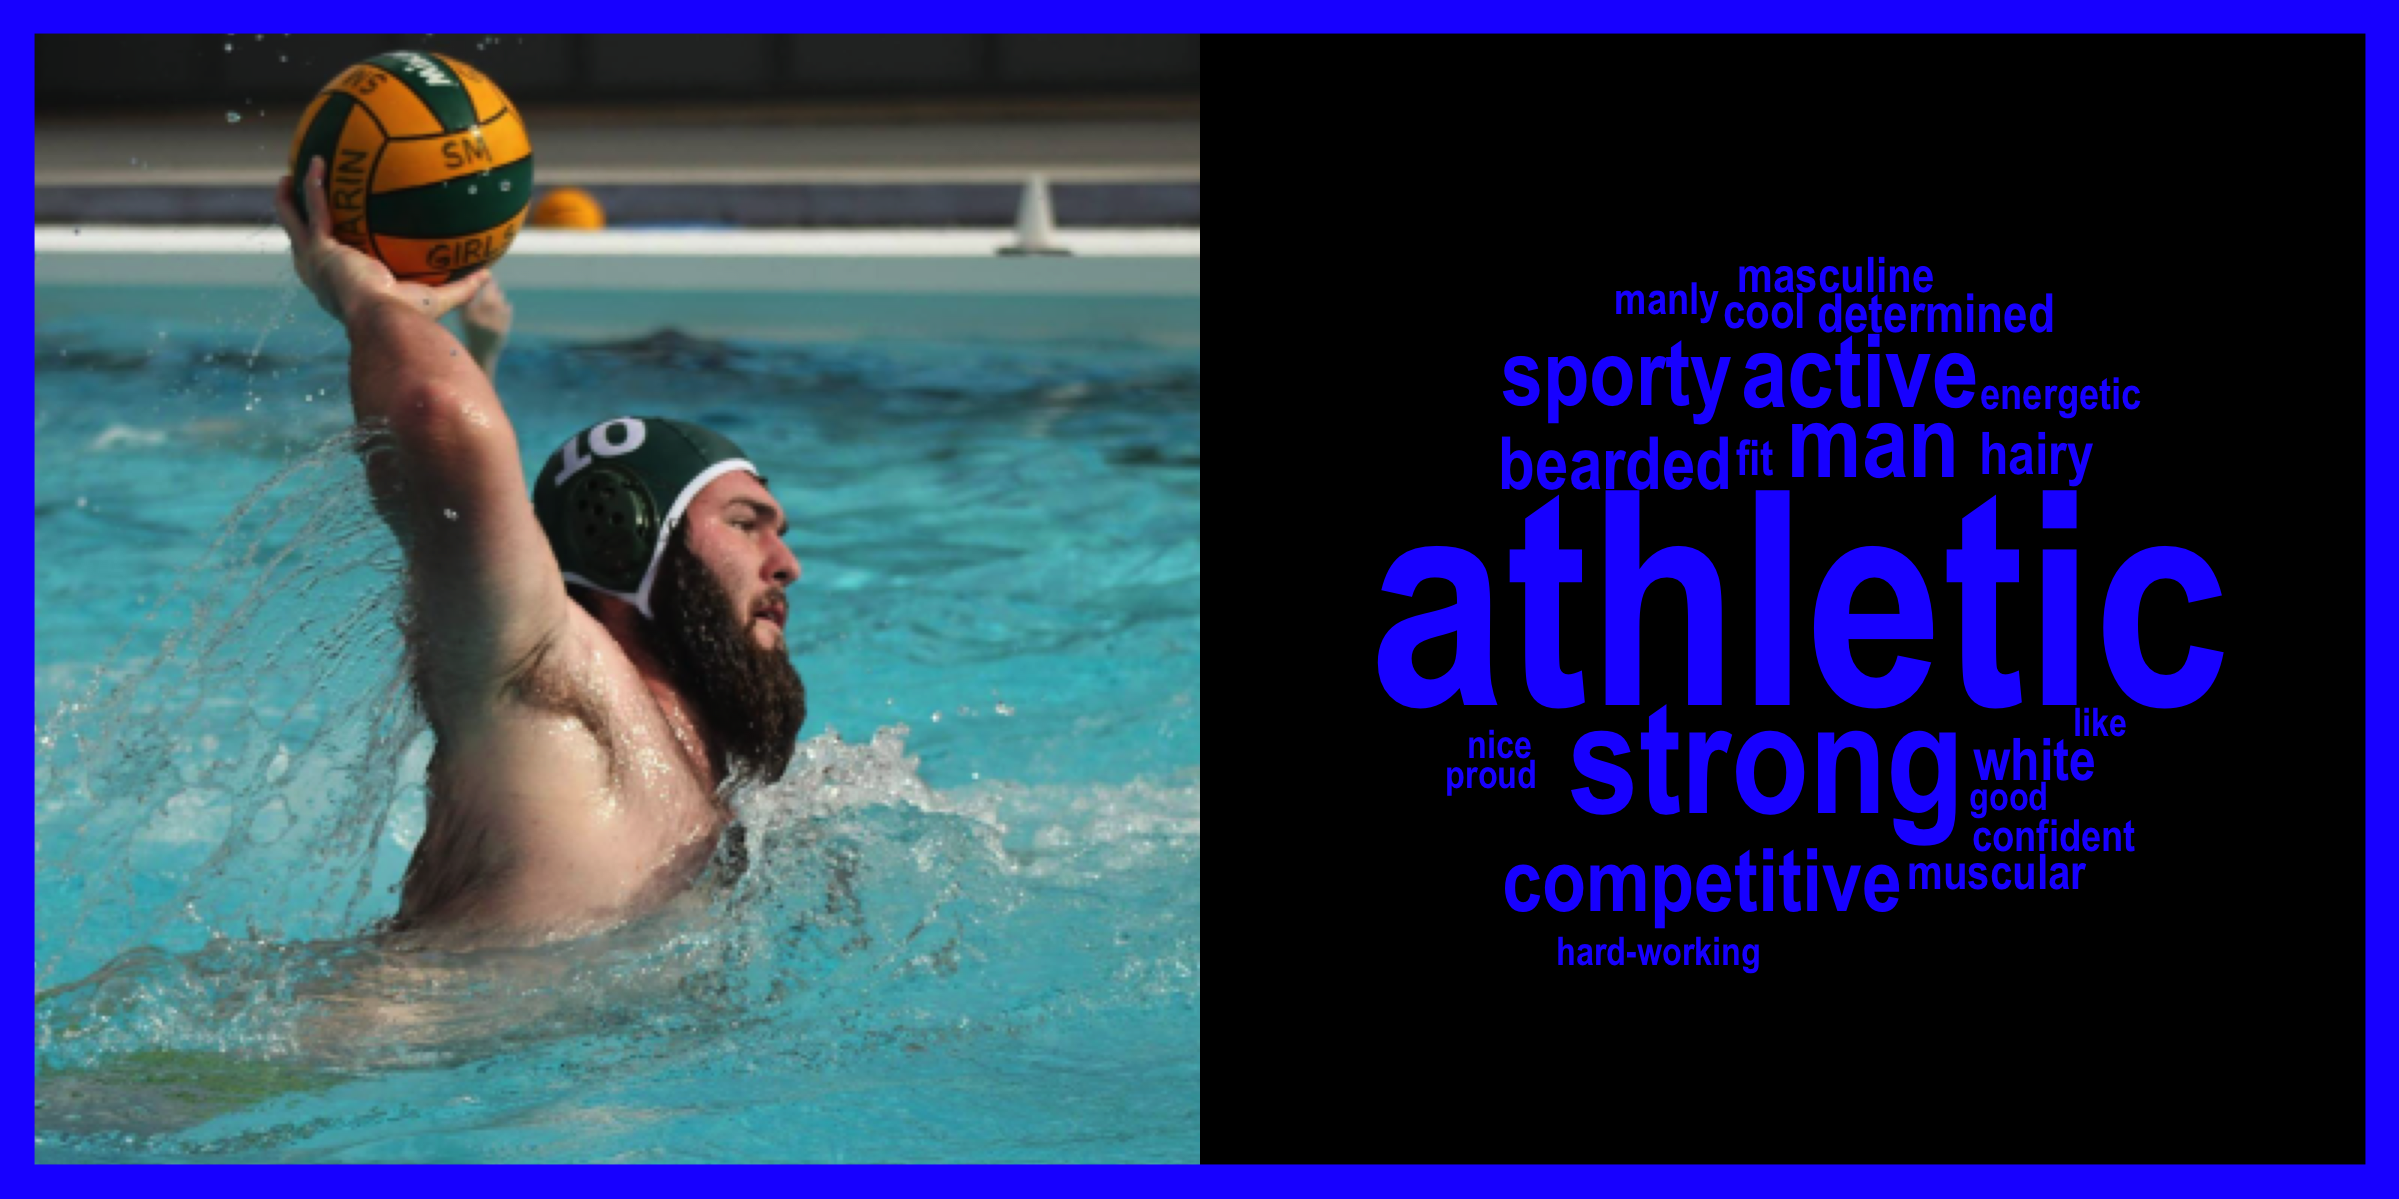 SM
MARIN
GIRLS
10
masculine
manly cool determined
sporty active energetic
bearded fit man hairy
athletic
like
nice strong white
proud good
confident
competitive muscular
hard-working